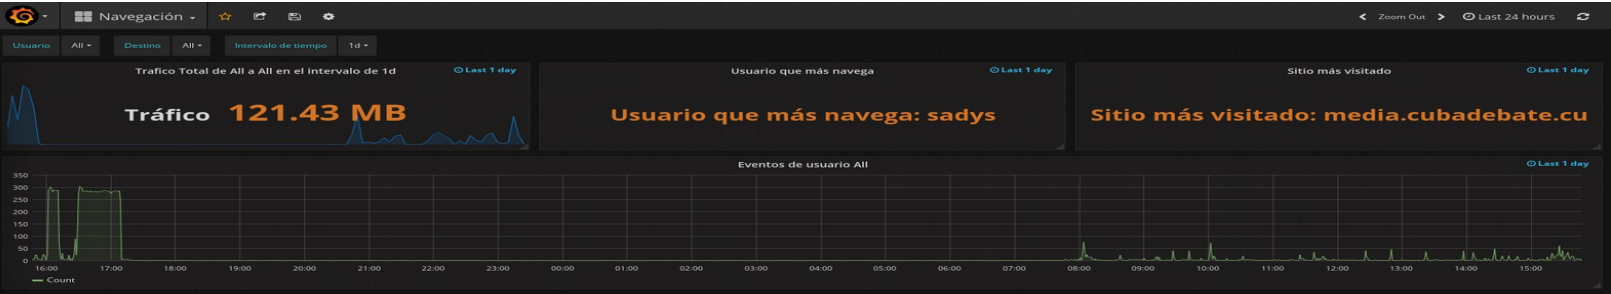 Navegación
Zoom Out
Last 24 hours
Usuario All Destino All Intervalo de tiempo 1d
Trafico Total de All a All en el intervalo de 1d
Last 1 day
Tráfico 121.43 MB
Usuario que más navega
Last 1 day
Usuario que más navega: sadys
Sitio más visitado
Last 1 day
Sitio más visitado: media.cubadebate.cu
Eventos de usuario All
Last 1 day
350
300
250
200
150
100
50
0
16:00 17:00 18:00 19:00 20:00 21:00 22:00 23:00 00:00 01:00 02:00 03:00 04:00 05:00 06:00 07:00 08:00 09:00 10:00 11:00 12:00 13:00 14:00 15:00
Count